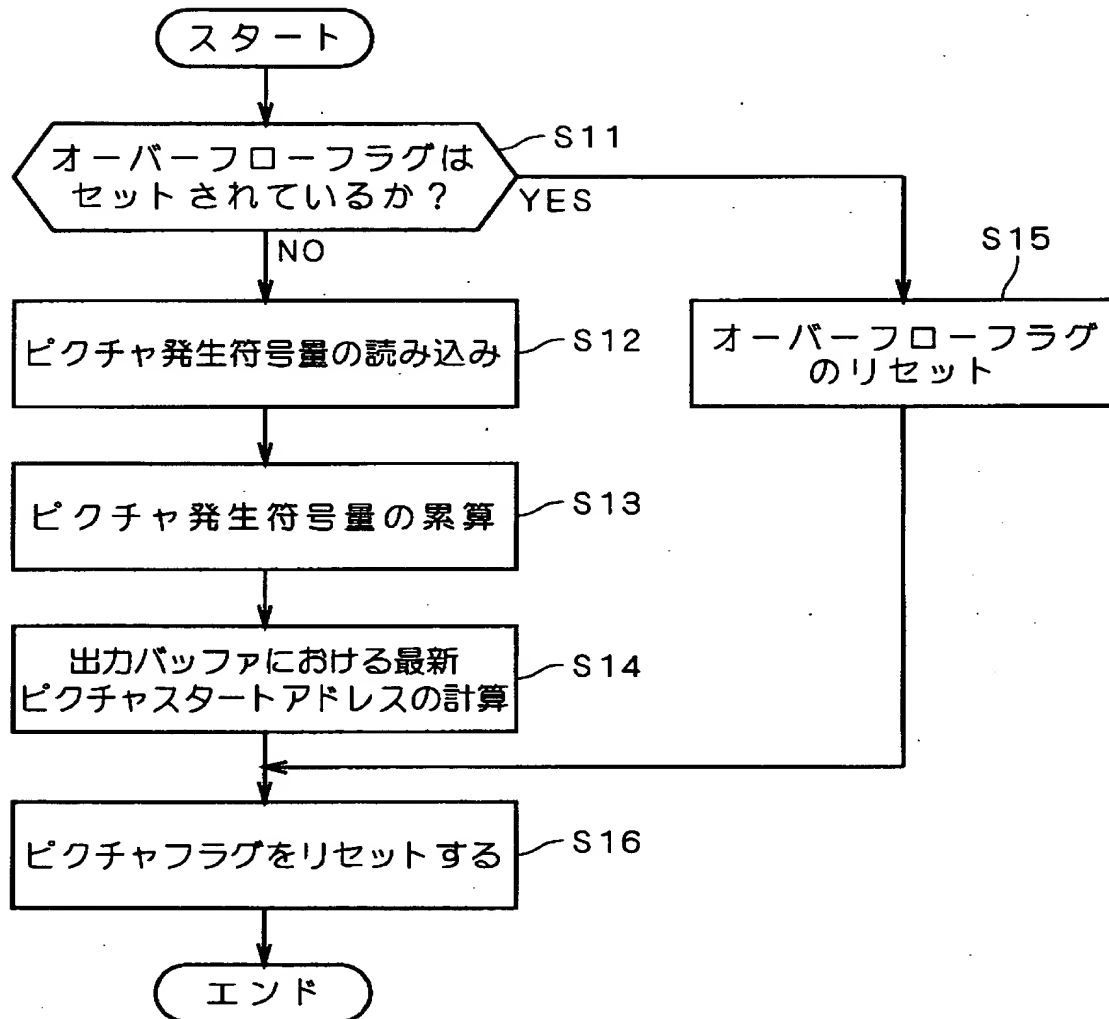 スタート
オーバーフローフラグは
セットされているか？
S11
YES
NO
S15
ピクチャ発生符号量の読み込み
S12
オーバーフローフラグ
のリセット
ピクチャ発生符号量の累算
S13
出力バッファにおける最新
ピクチャスタートアドレスの計算
S14
ピクチャフラグをリセットする
S16
エンド